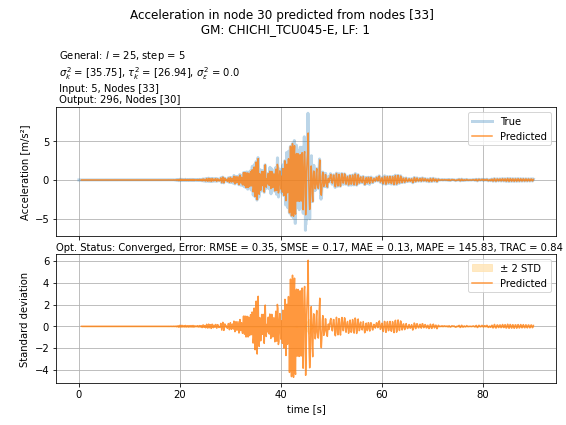 Acceleration in node 30 predicted from nodes [33]
GM: CHICHI_TCU045-E, LF: 1
General: l = 25, step = 5
σ²ₖ = [35.75], τ²ₖ = [26.94], σ²ε = 0.0
Input: 5, Nodes [33]
Output: 296, Nodes [30]
Acceleration [m/s²]
5
0
−5
True
Predicted
Opt. Status: Converged, Error: RMSE = 0.35, SMSE = 0.17, MAE = 0.13, MAPE = 145.83, TRAC = 0.84
Standard deviation
6
4
2
0
−2
−4
± 2 STD
Predicted
0 20 40 60 80
time [s]